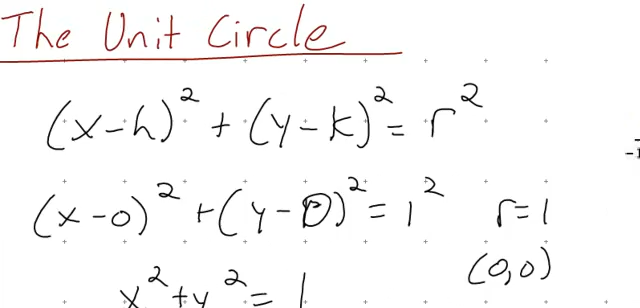 The Unit Circle
(x-h)² + (y-k)² = r²
(x-0)² + (y-0)² = 1² r=1
(0,0)
x² + y² = 1